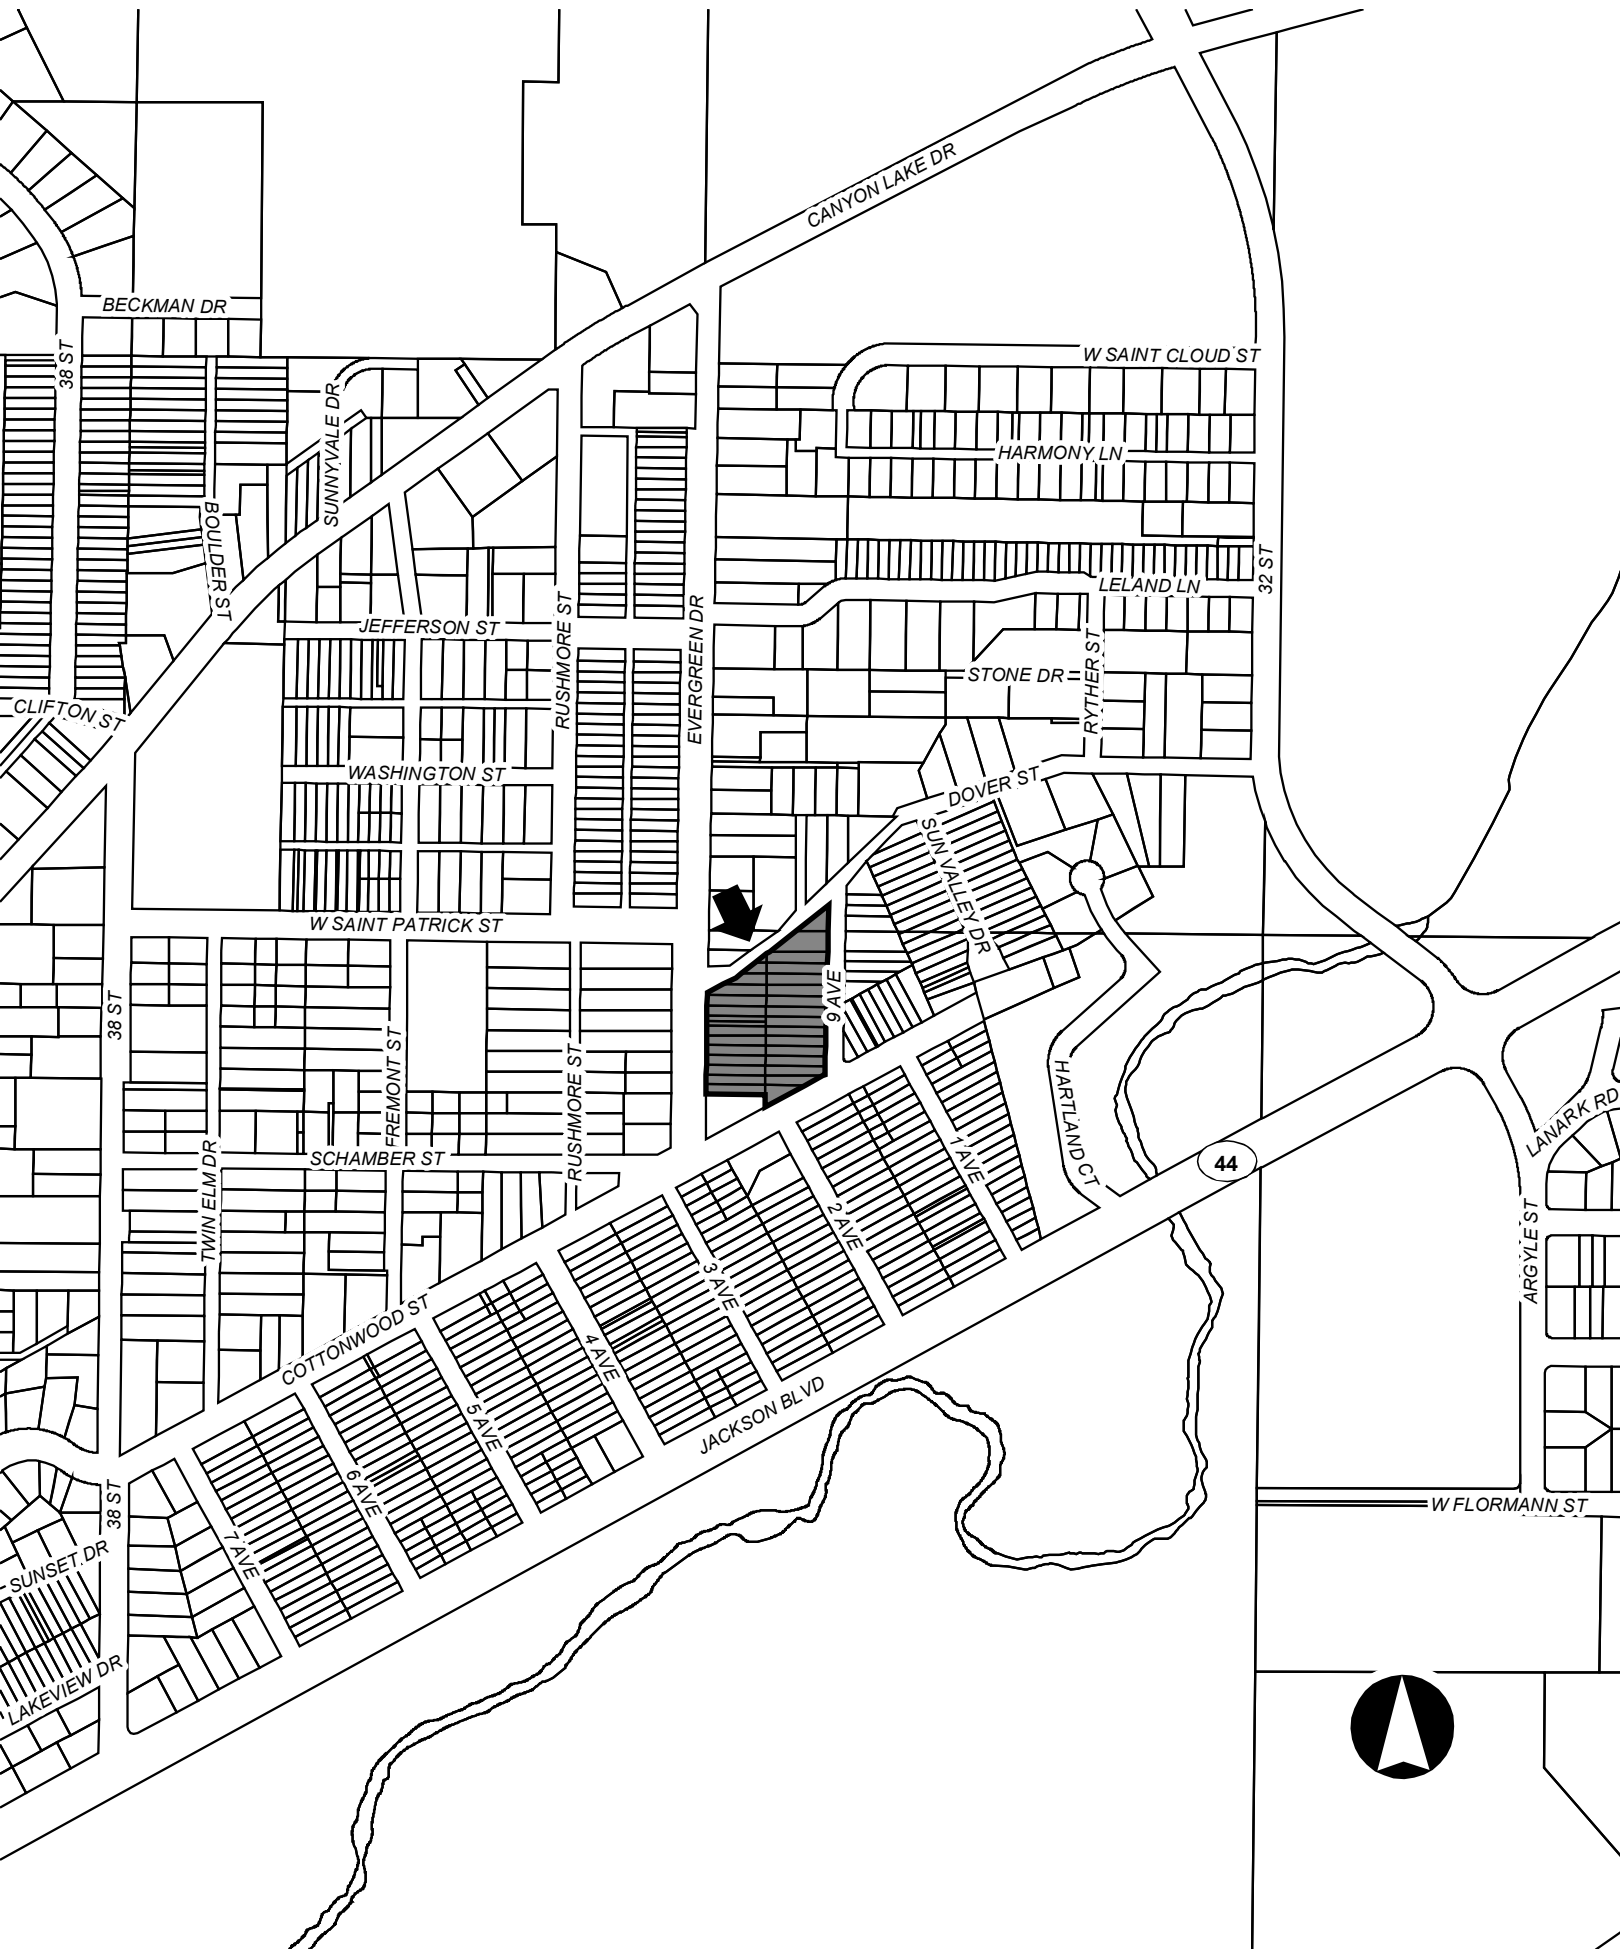 CANYON LAKE DR
BECKMAN DR
38 ST
W SAINT CLOUD ST
SUNNYVALE DR
HARMONY LN
BOULDER ST
32 ST
LELAND LN
JEFFERSON ST
RUSHMORE ST
EVERGREEN DR
RYTHER ST
STONE DR
CLIFTON ST
WASHINGTON ST
DOVER ST
SUN VALLEY DR
W SAINT PATRICK ST
9 AVE
38 ST
FREMONT ST
RUSHMORE ST
HARTLAND CT
LANARK RD
TWIN ELM DR
SCHAMBER ST
1 AVE
44
2 AVE
ARGYLE ST
3 AVE
COTTONWOOD ST
4 AVE
5 AVE
JACKSON BLVD
6 AVE
38 ST
W FLORMANN ST
7 AVE
SUNSET DR
LAKEVIEW DR